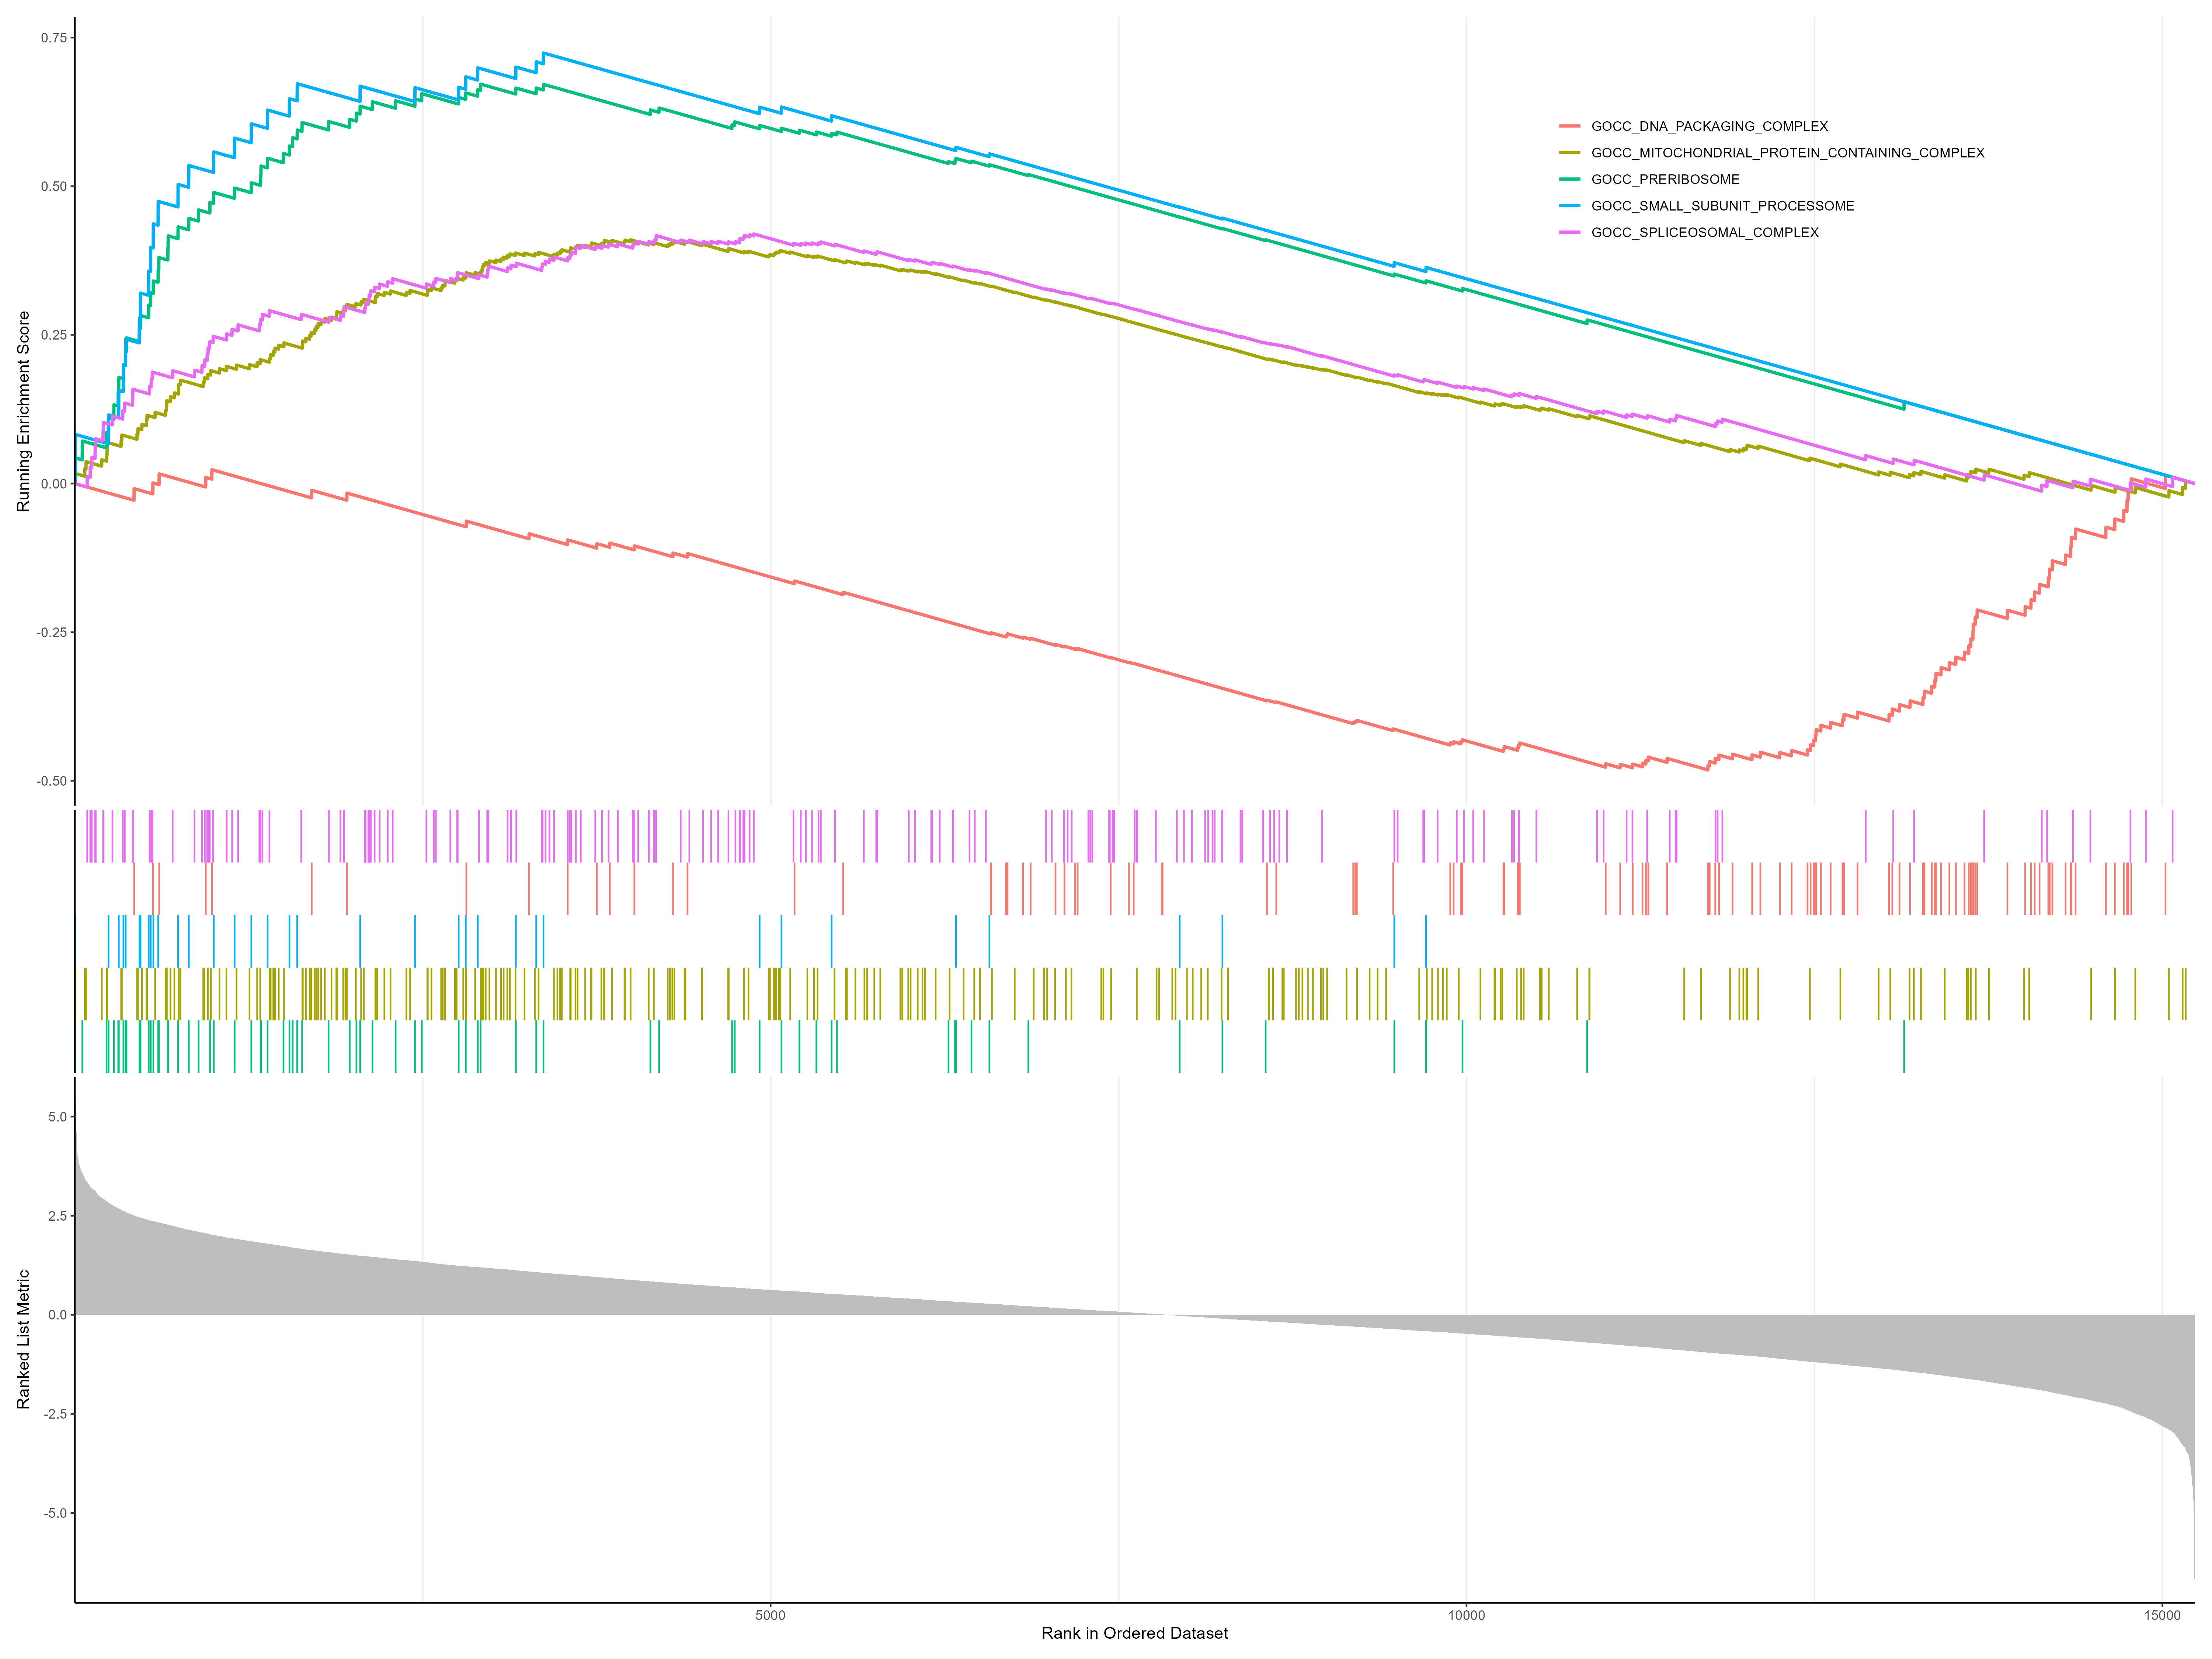 0.75
0.50
0.25
0.00
-0.25
-0.50
Running Enrichment Score
GOCC_DNA_PACKAGING_COMPLEX
GOCC_MITOCHONDRIAL_PROTEIN_CONTAINING_COMPLEX
GOCC_PRERIBOSOME
GOCC_SMALL_SUBUNIT_PROCESSOME
GOCC_SPLICEOSOMAL_COMPLEX
5.0
2.5
0.0
-2.5
-5.0
Ranked List Metric
5000 10000 15000
Rank in Ordered Dataset